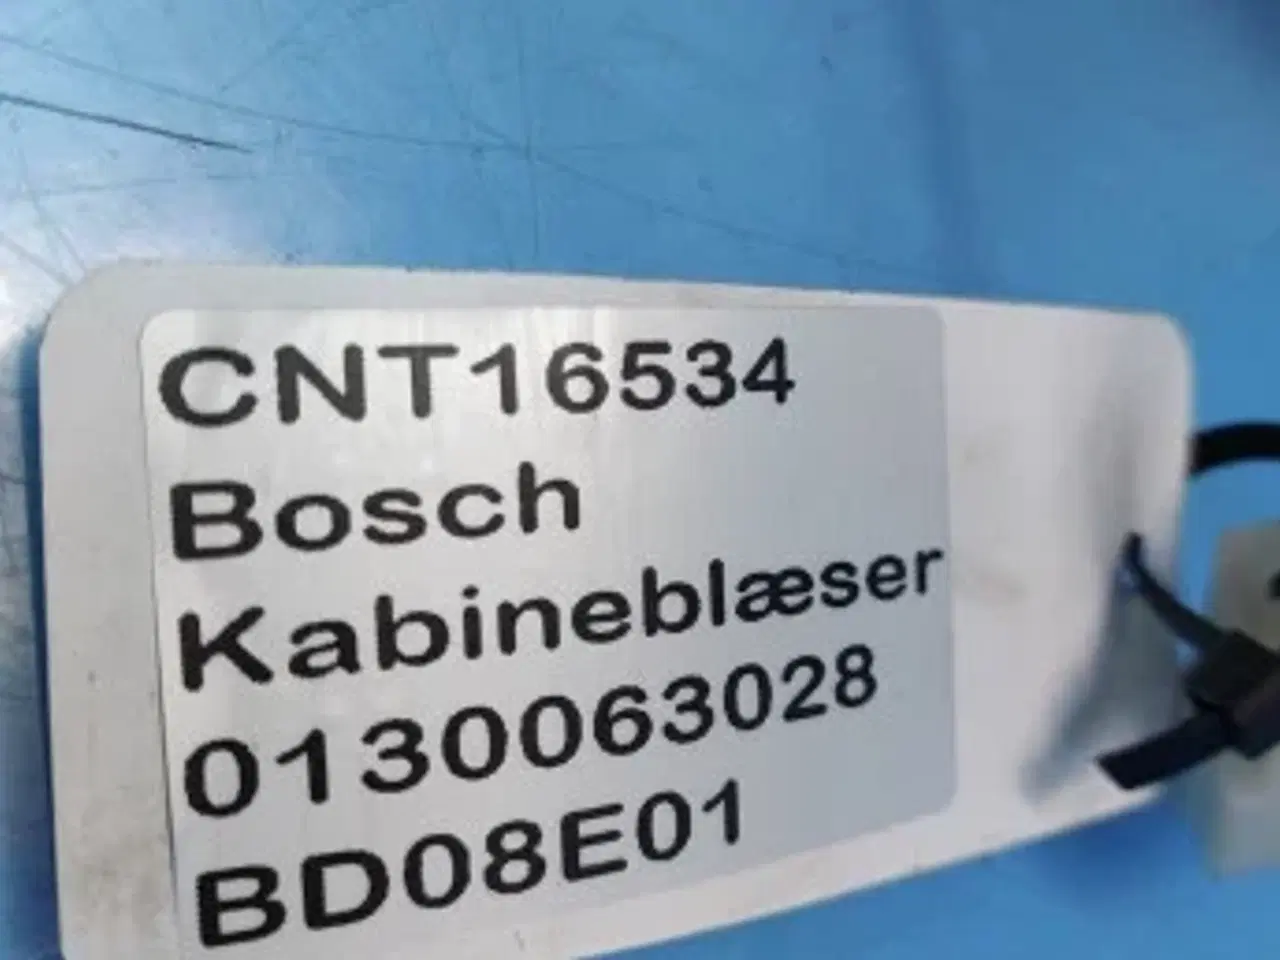 CNT16534
Bosch
Kabineblæser
0130063028
BD08E01